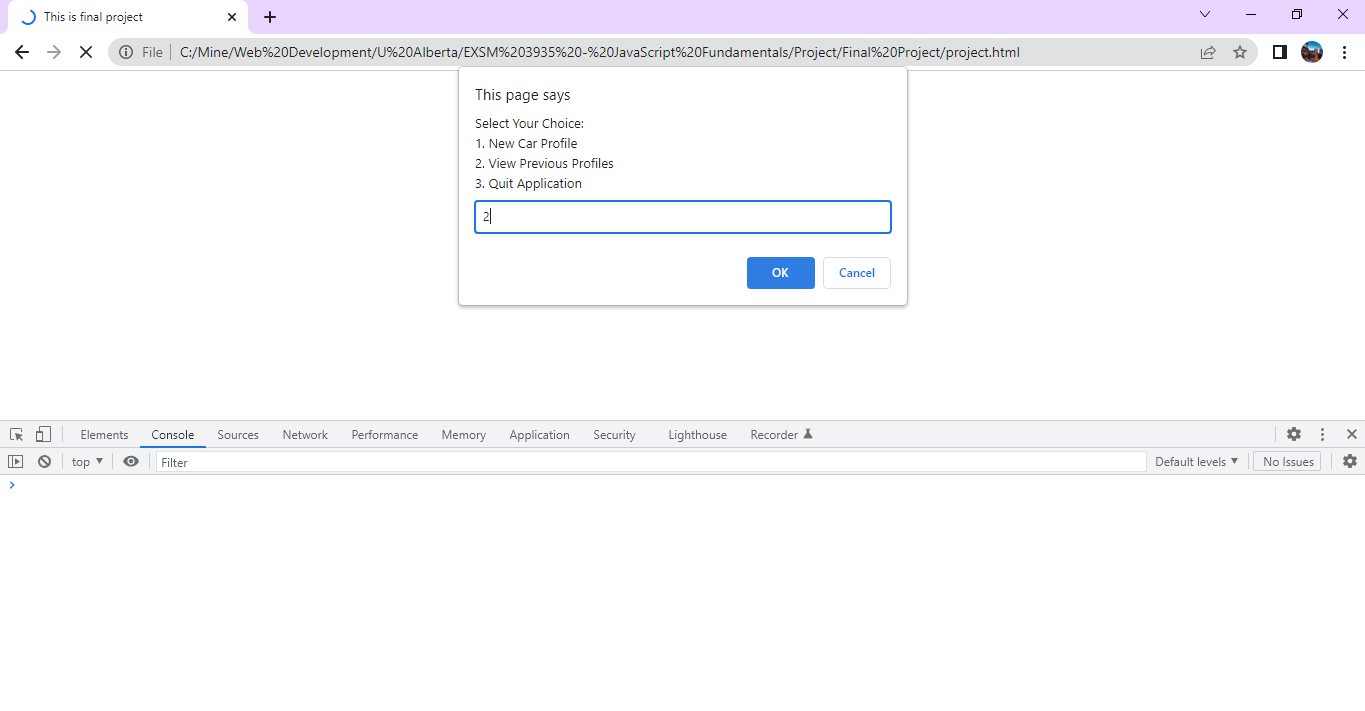 This is final project
File C:/Mine/Web%20Development/U%20Alberta/EXSM%203935%20-%20JavaScript%20Fundamentals/Project/Final%20Project/project.html
This page says
Select Your Choice:
1. New Car Profile
2. View Previous Profiles
3. Quit Application
2
OK Cancel
Elements Console Sources Network Performance Memory Application Security Lighthouse Recorder
top Filter Default levels No Issues